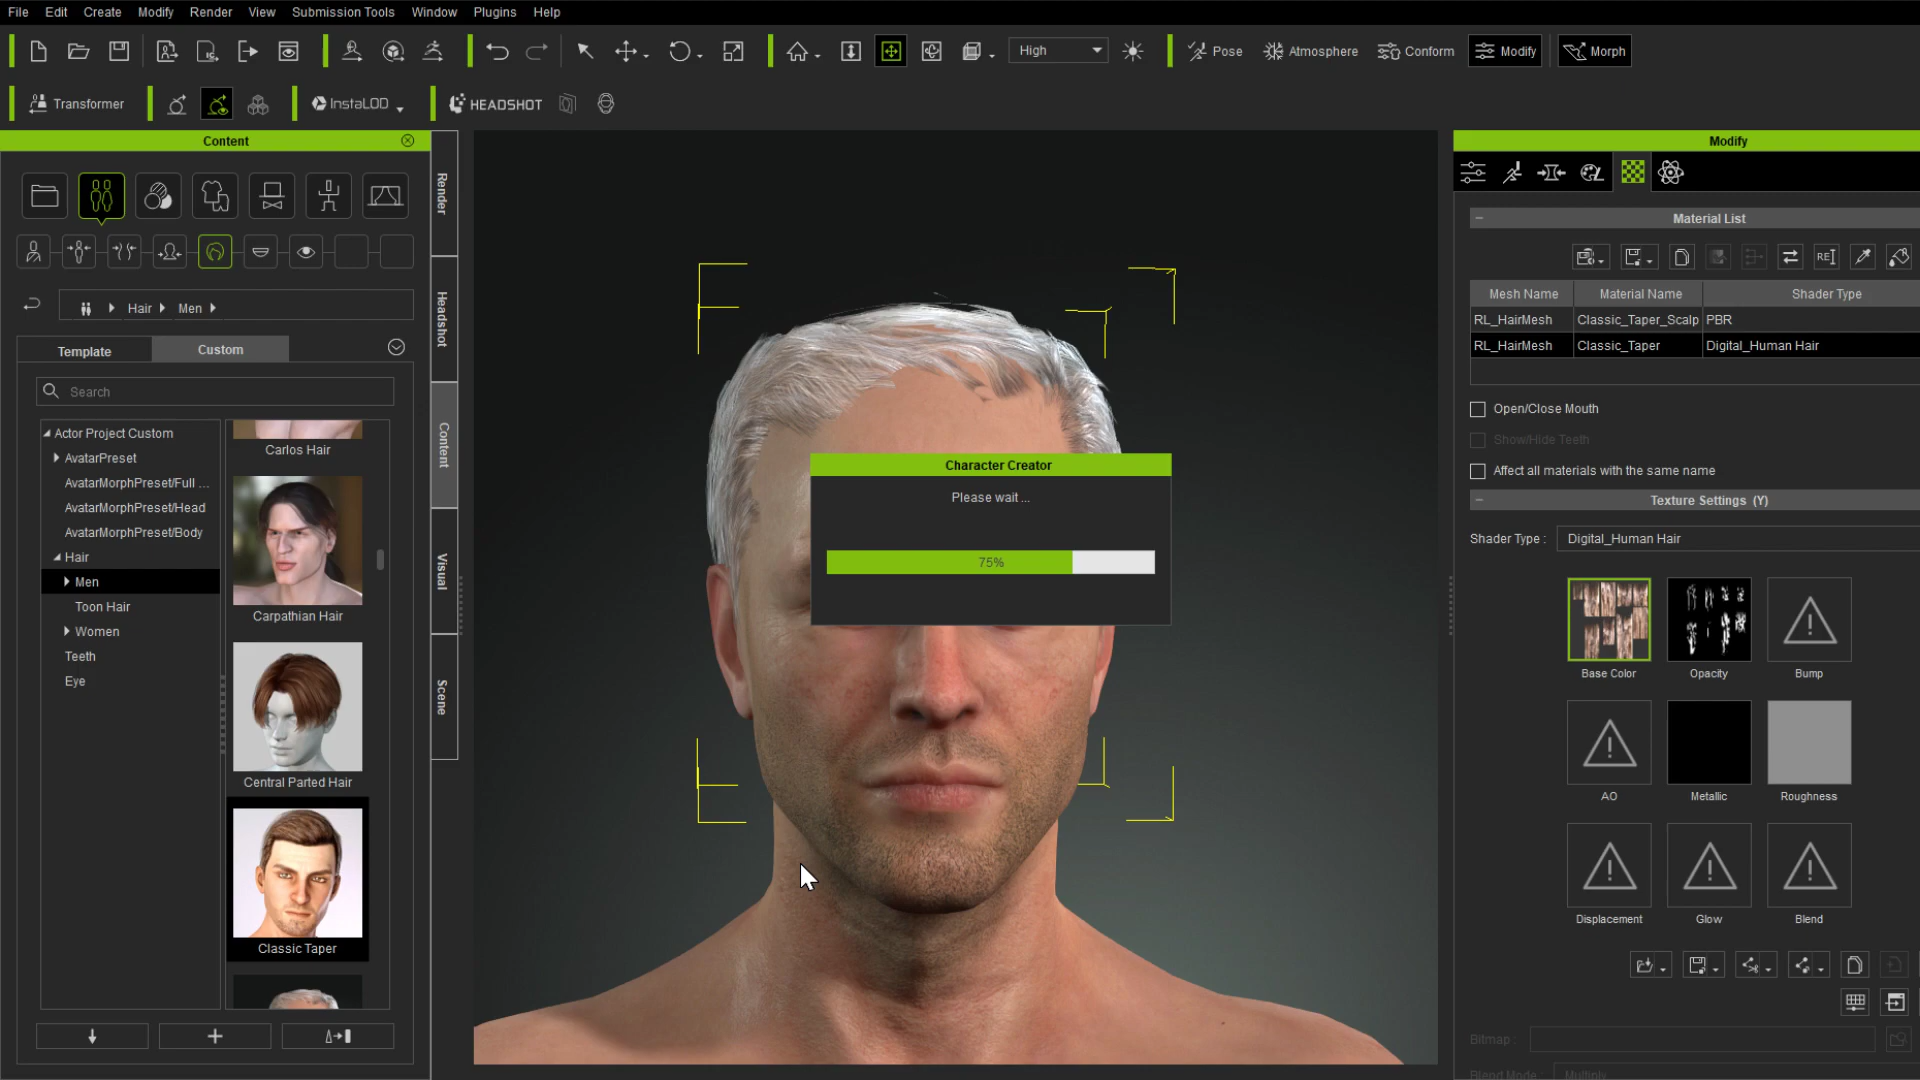 File Edit Create Modify Render View Submission Tools Window Plugins Help
High Pose Atmosphere Conform Modify Morph
Transformer InstaLOD HEADSHOT
Content
Render
Headshot
Content
Visual
Scene
Hair Men
Template Custom
Search
Actor Project Custom
AvatarPreset
AvatarMorphPreset/Full ...
AvatarMorphPreset/Head
AvatarMorphPreset/Body
Hair
Men
Toon Hair
Women
Teeth
Eye
Carlos Hair
Carpathian Hair
Central Parted Hair
Classic Taper
Character Creator
Please wait ...
75%
Modify
Material List
RE
Mesh Name Material Name Shader Type
RL_HairMesh Classic_Taper_Scalp PBR
RL_HairMesh Classic_Taper Digital_Human Hair
Open/Close Mouth
Show/Hide Teeth
Affect all materials with the same name
Texture Settings (Y)
Shader Type : Digital_Human Hair
Base Color Opacity Bump
AO Metallic Roughness
Displacement Glow Blend
Bitmap :
Blend Mode : Multiply